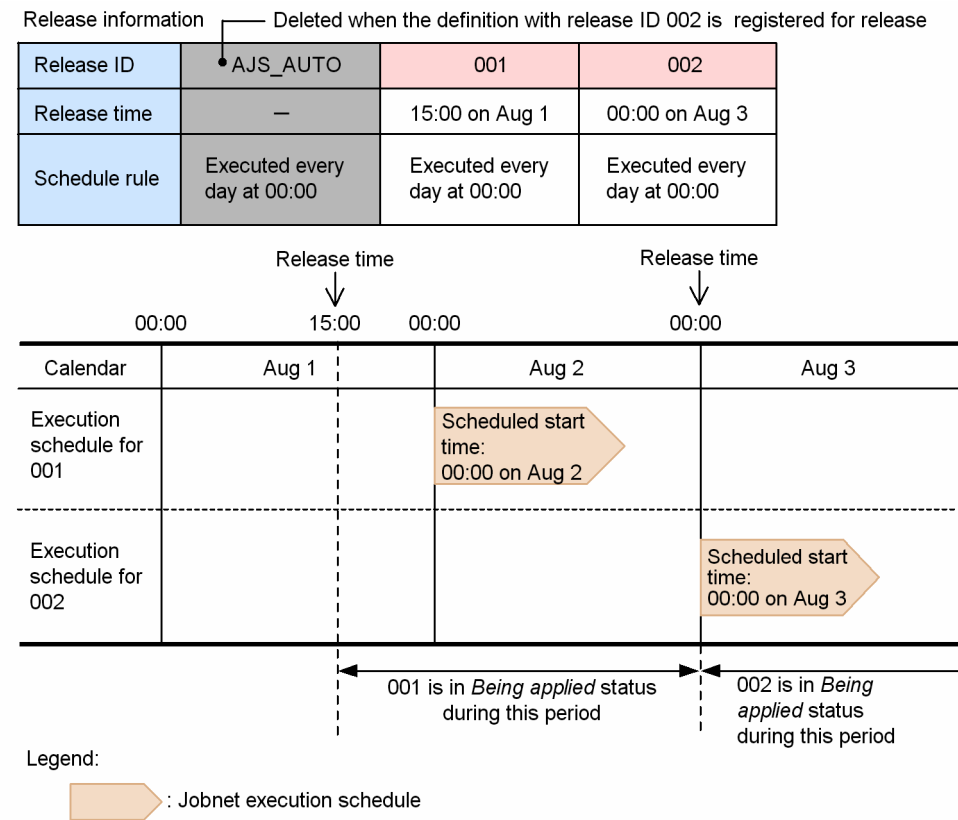 Release information
Deleted when the definition with release ID 002 is registered for release
Release ID
AJS_AUTO
001
002
Release time
—
15:00 on Aug 1
00:00 on Aug 3
Schedule rule
Executed every
day at 00:00
Executed every
day at 00:00
Executed every
day at 00:00
Release time
Release time
00:00
15:00
00:00
00:00
Calendar
Aug 1
Aug 2
Aug 3
Execution
schedule for
001
Scheduled start
time:
00:00 on Aug 2
Execution
schedule for
002
Scheduled start
time:
00:00 on Aug 3
001 is in Being applied status
during this period
002 is in Being
applied status
during this period
Legend:
: Jobnet execution schedule